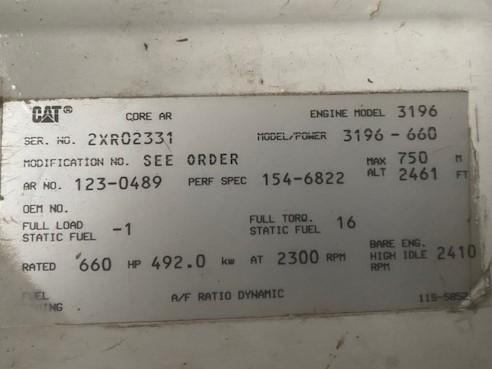 CAT® CORE AR ENGINE MODEL 3196
SER. NO. 2XR02331 MODEL/POWER 3196-660
MODIFICATION NO. SEE ORDER MAX 750 M
AR NO. 123-0489 PERF SPEC 154-6822 ALT 2461 FT
OEM NO.
FULL LOAD -1 FULL TORQ. 16
STATIC FUEL STATIC FUEL
BARE ENG.
RATED 660 HP 492.0 kw AT 2300 RPM HIGH IDLE 2410
RPM
FUEL A/F RATIO DYNAMIC